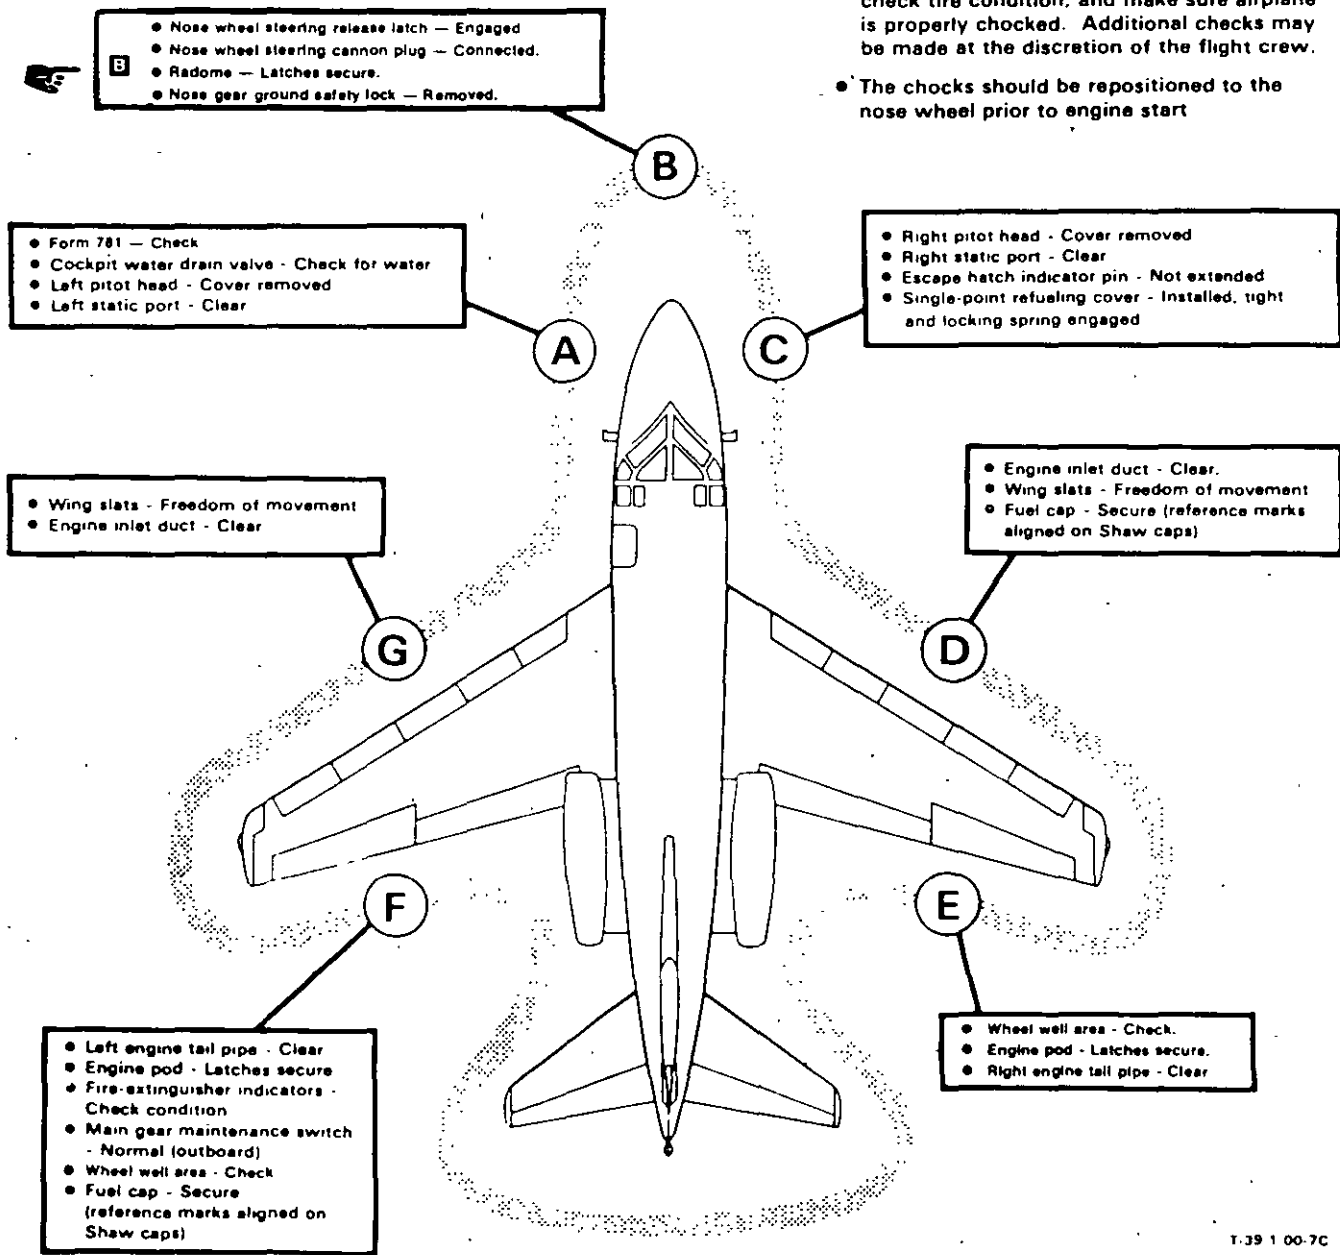 check tire condition, and make sure airplane
is properly chocked. Additional checks may
be made at the discretion of the flight crew.
• The chocks should be repositioned to the
nose wheel prior to engine start
B
• Nose wheel steering release latch — Engaged
• Nose wheel steering cannon plug — Connected.
• Radome — Latches secure.
• Nose gear ground safety lock — Removed.
B
• Form 781 — Check
• Cockpit water drain valve - Check for water
• Left pitot head - Cover removed
• Left static port - Clear
A
• Right pitot head - Cover removed
• Right static port - Clear
• Escape hatch indicator pin - Not extended
• Single-point refueling cover - Installed, tight
and locking spring engaged
C
• Wing slats - Freedom of movement
• Engine inlet duct - Clear
G
• Engine inlet duct - Clear.
• Wing slats - Freedom of movement
• Fuel cap - Secure (reference marks
aligned on Shaw caps)
D
F
E
• Left engine tail pipe - Clear
• Engine pod - Latches secure
• Fire-extinguisher indicators -
Check condition
• Main gear maintenance switch
- Normal (outboard)
• Wheel well area - Check
• Fuel cap - Secure
(reference marks aligned on
Shaw caps)
• Wheel well area - Check.
• Engine pod - Latches secure.
• Right engine tail pipe - Clear
T-39 1 00-7C